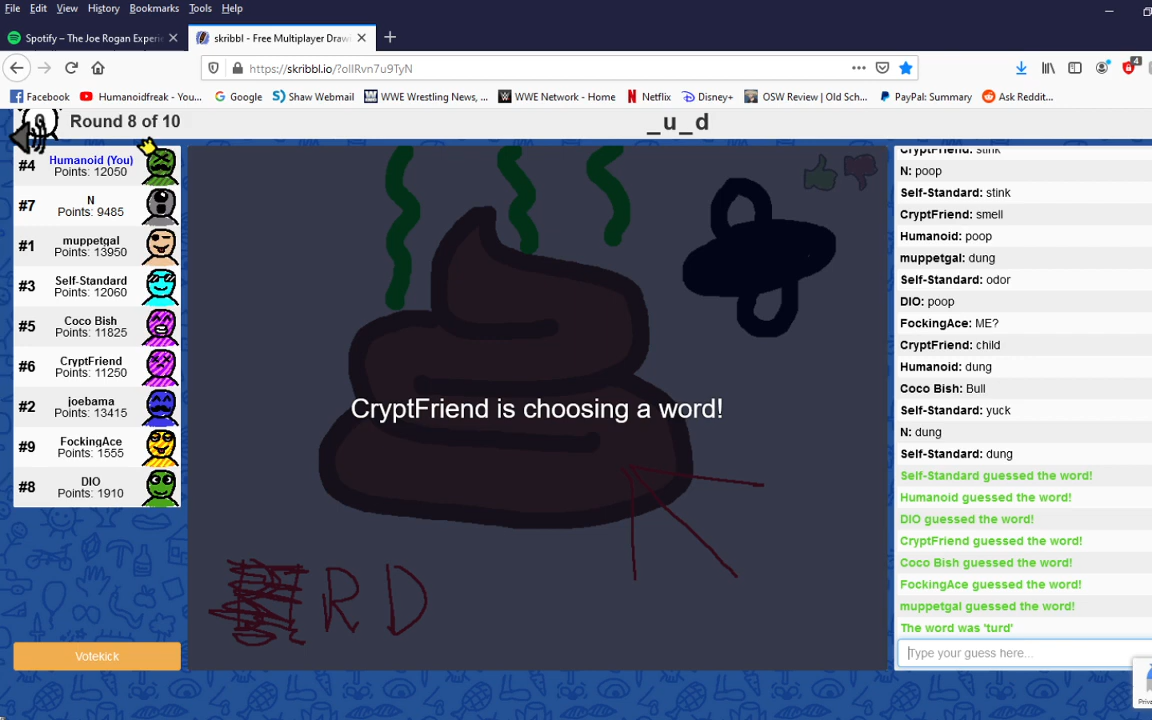 File Edit View History Bookmarks Tools Help
Spotify – The Joe Rogan Experi
skribbl - Free Multiplayer Drawi
https://skribbl.io/?olIRvn7u9TyN
4
Facebook
Humanoidfreak - You...
Google
Shaw Webmail
WWE Wrestling News, ...
WWE Network - Home
Netflix
Disney+
OSW Review | Old Sch...
PayPal: Summary
Ask Reddit...
0
Round 8 of 10
_u_d
#4 Humanoid (You)
Points: 12050
#7 N
Points: 9485
#1 muppetgal
Points: 13950
#3 Self-Standard
Points: 12060
#5 Coco Bish
Points: 11825
#6 CryptFriend
Points: 11250
#2 joebama
Points: 13415
#9 FockingAce
Points: 1555
#8 DIO
Points: 1910
Votekick
CryptFriend is choosing a word!
RD
CryptFriend: stink
N: poop
Self-Standard: stink
CryptFriend: smell
Humanoid: poop
muppetgal: dung
Self-Standard: odor
DIO: poop
FockingAce: ME?
CryptFriend: child
Humanoid: dung
Coco Bish: Bull
Self-Standard: yuck
N: dung
Self-Standard: dung
Self-Standard guessed the word!
Humanoid guessed the word!
DIO guessed the word!
CryptFriend guessed the word!
Coco Bish guessed the word!
FockingAce guessed the word!
muppetgal guessed the word!
The word was 'turd'
Type your guess here...